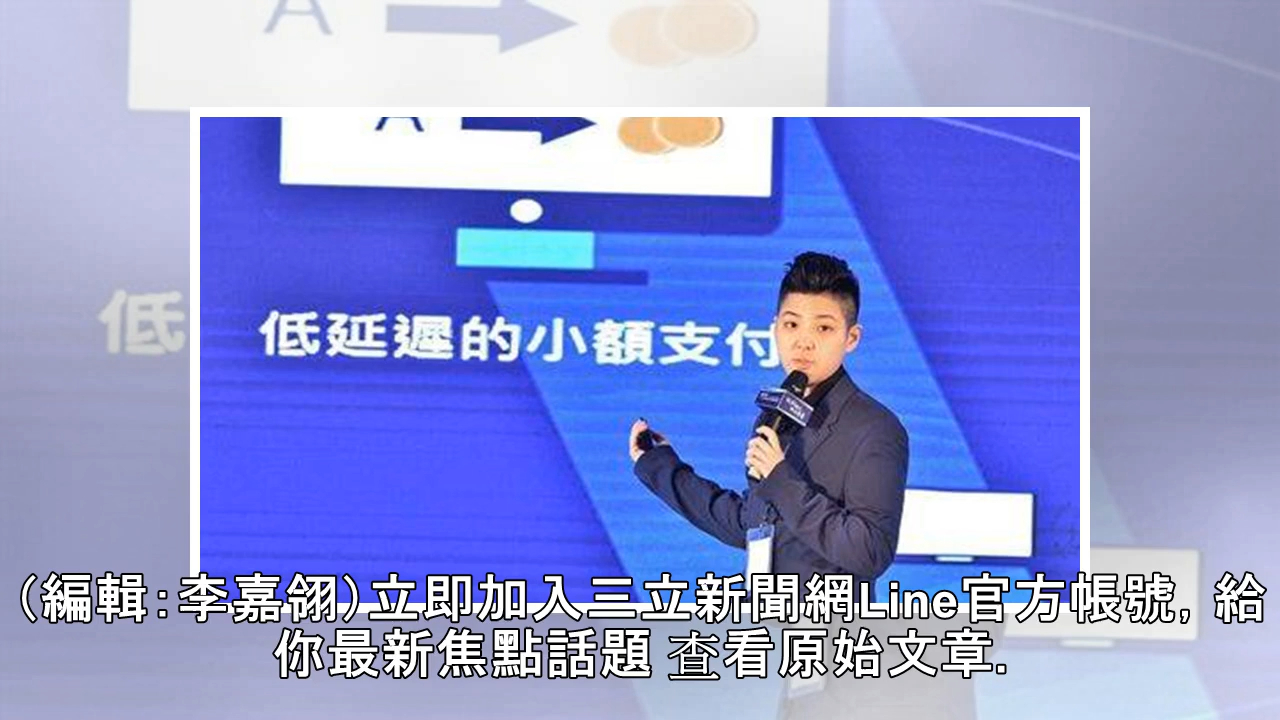 A
A
低
低延遲的小額支付
(編輯:李嘉翎)立即加入三立新聞網Line官方帳號, 給
你最新焦點話題 查看原始文章.